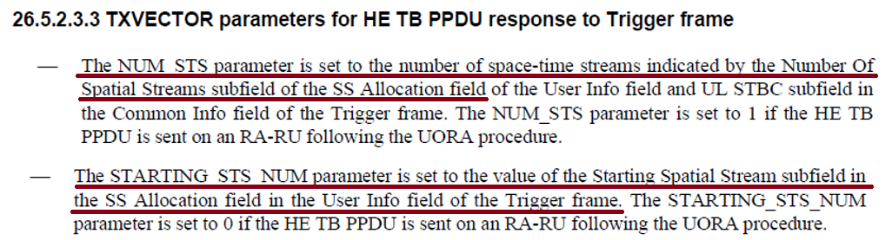 26.5.2.3.3 TXVECTOR parameters for HE TB PPDU response to Trigger frame
— The NUM_STS parameter is set to the number of space-time streams indicated by the Number Of
Spatial Streams subfield of the SS Allocation field of the User Info field and UL STBC subfield in
the Common Info field of the Trigger frame. The NUM_STS parameter is set to 1 if the HE TB
PPDU is sent on an RA-RU following the UORA procedure.
— The STARTING_STS_NUM parameter is set to the value of the Starting Spatial Stream subfield in
the SS Allocation field in the User Info field of the Trigger frame. The STARTING_STS_NUM
parameter is set to 0 if the HE TB PPDU is sent on an RA-RU following the UORA procedure.